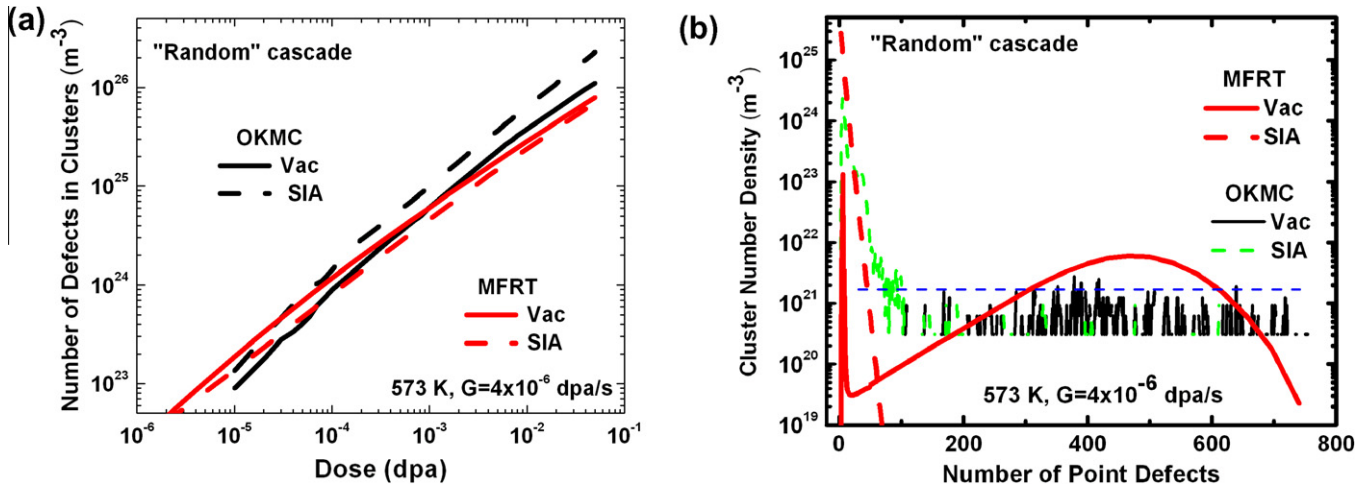 (a)
"Random" cascade
OKMC
Vac
SIA
MFRT
Vac
SIA
573 K, G=4x10⁻⁶ dpa/s
Number of Defects in Clusters (m⁻³)
10²⁶
10²⁵
10²⁴
10²³
10⁻⁶ 10⁻⁵ 10⁻⁴ 10⁻³ 10⁻² 10⁻¹
Dose (dpa)
(b)
"Random" cascade
MFRT
Vac
SIA
OKMC
Vac
SIA
573 K, G=4x10⁻⁶ dpa/s
Cluster Number Density (m⁻³)
10²⁵
10²⁴
10²³
10²²
10²¹
10²⁰
10¹⁹
0 200 400 600 800
Number of Point Defects